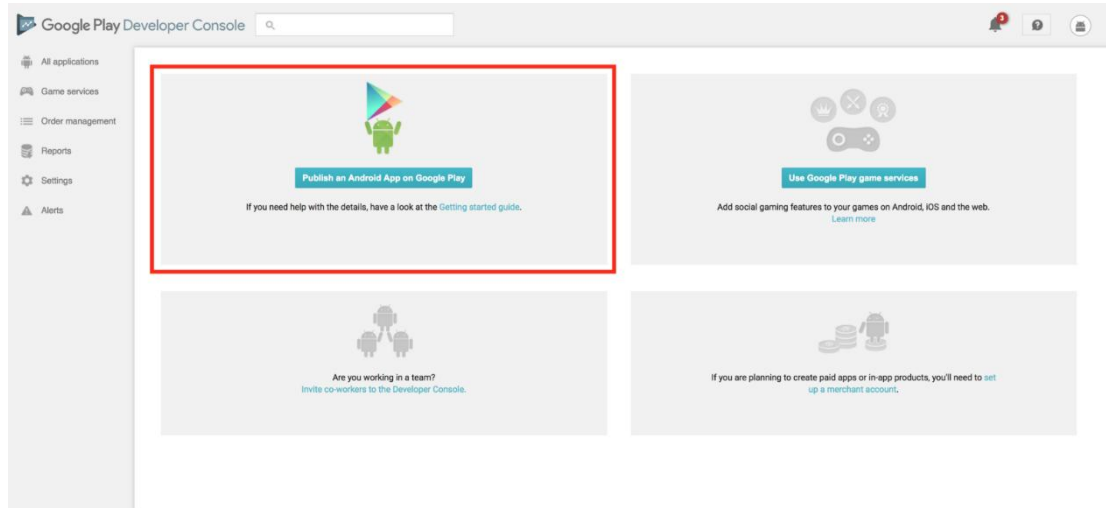 Google Play Developer Console
3
All applications
Game services
Order management
Reports
Settings
Alerts
Publish an Android App on Google Play
If you need help with the details, have a look at the Getting started guide.
Use Google Play game services
Add social gaming features to your games on Android, iOS and the web.
Learn more
Are you working in a team?
Invite co-workers to the Developer Console.
If you are planning to create paid apps or in-app products, you'll need to set
up a merchant account.